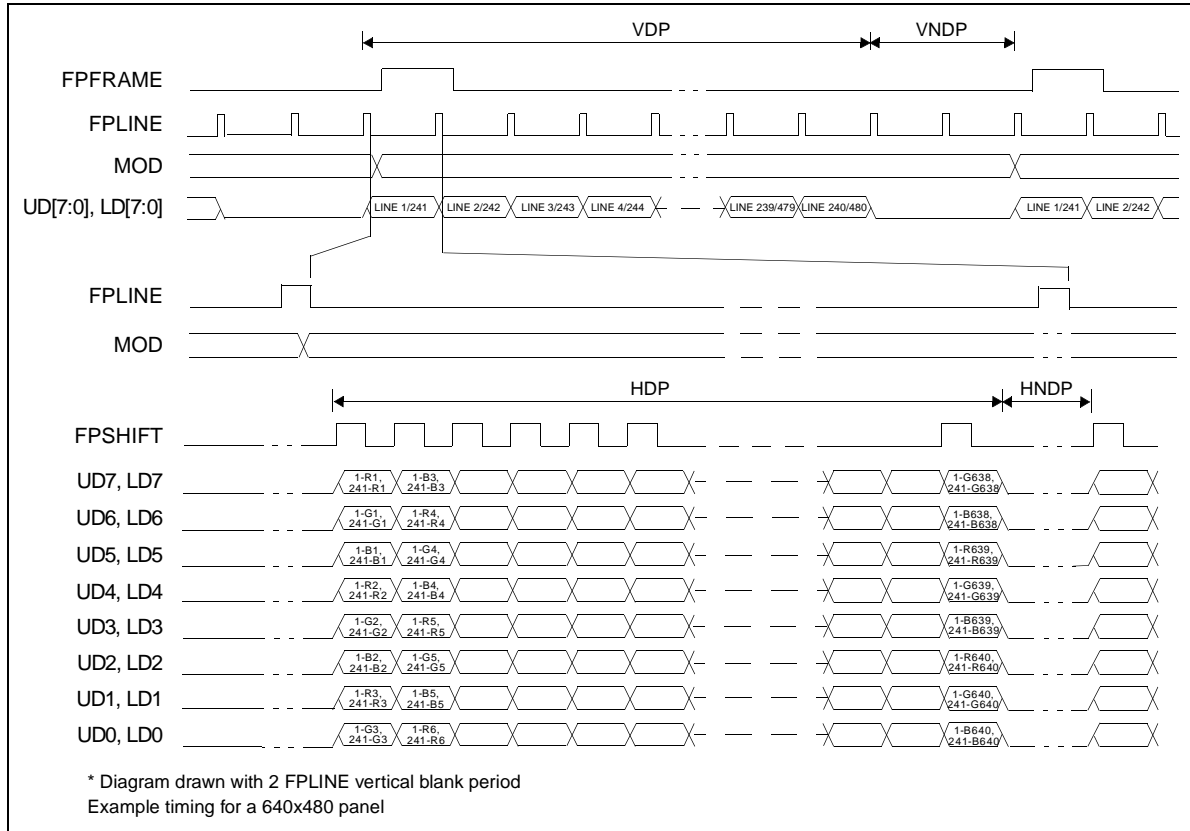 VDP VNDP
FPFRAME
FPLINE
MOD
UD[7:0], LD[7:0] LINE 1/241 LINE 2/242 LINE 3/243 LINE 4/244 LINE 239/479 LINE 240/480 LINE 1/241 LINE 2/242
FPLINE
MOD
HDP HNDP
FPSHIFT
UD7, LD7 1-R1, 241-R1 1-B3, 241-B3 1-G638, 241-G638
UD6, LD6 1-G1, 241-G1 1-R4, 241-R4 1-B638, 241-B638
UD5, LD5 1-B1, 241-B1 1-G4, 241-G4 1-R639, 241-R639
UD4, LD4 1-R2, 241-R2 1-B4, 241-B4 1-G639, 241-G639
UD3, LD3 1-G2, 241-G2 1-R5, 241-R5 1-B639, 241-B639
UD2, LD2 1-B2, 241-B2 1-G5, 241-G5 1-R640, 241-R640
UD1, LD1 1-R3, 241-R3 1-B5, 241-B5 1-G640, 241-G640
UD0, LD0 1-G3, 241-G3 1-R6, 241-R6 1-B640, 241-B640
* Diagram drawn with 2 FPLINE vertical blank period
Example timing for a 640x480 panel